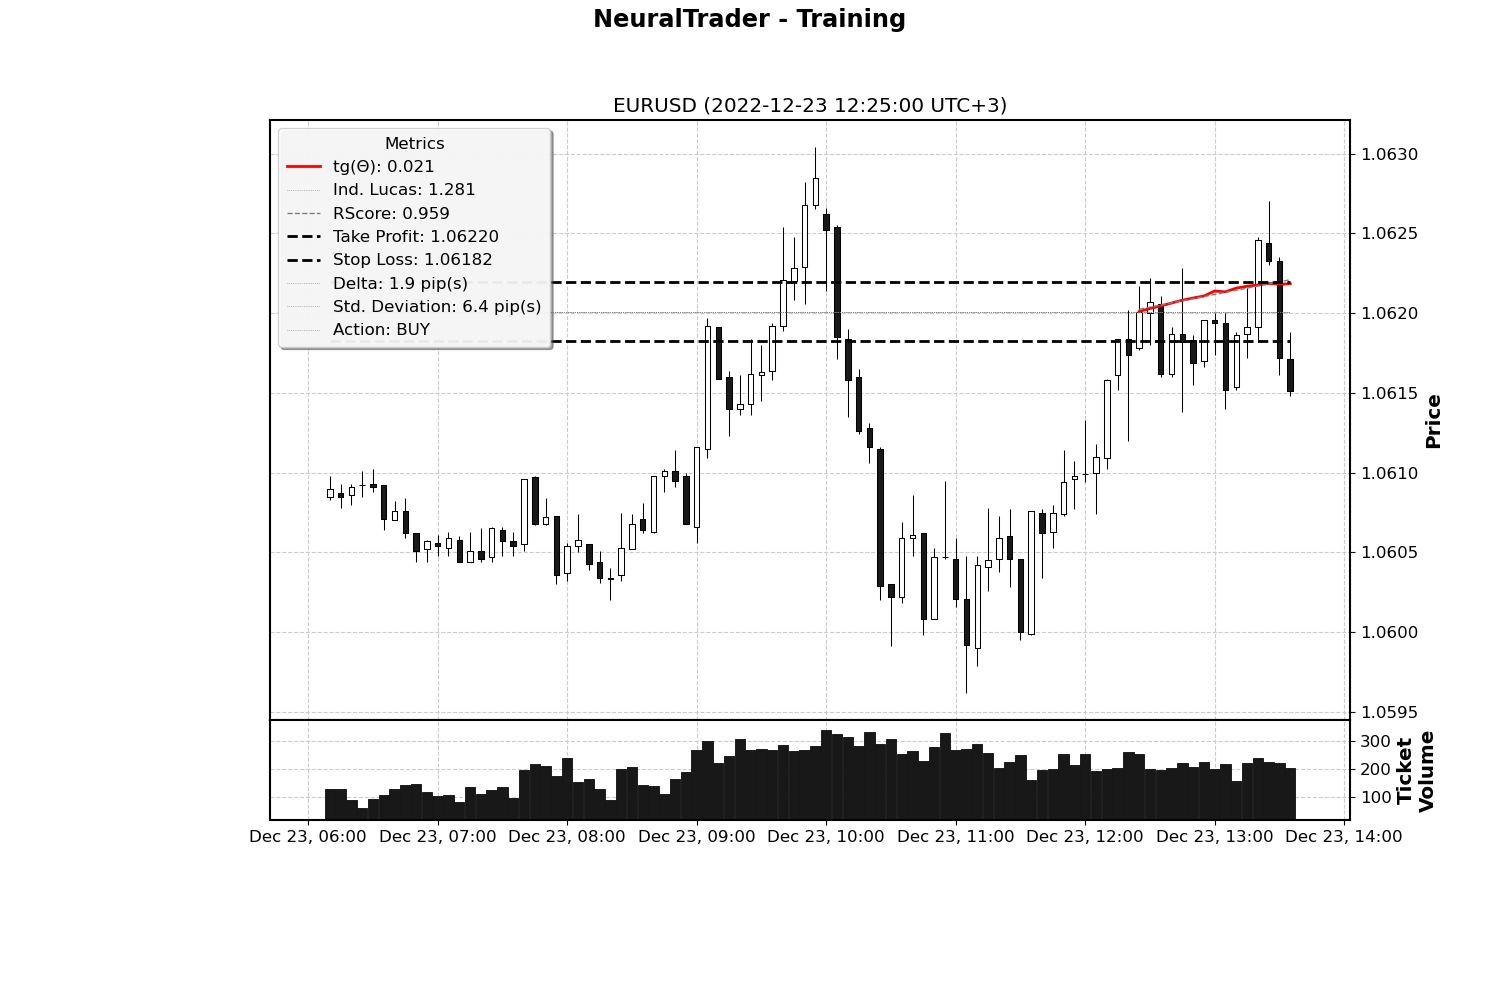 NeuralTrader - Training
EURUSD (2022-12-23 12:25:00 UTC+3)
Metrics
tg(Θ): 0.021
Ind. Lucas: 1.281
RScore: 0.959
Take Profit: 1.06220
Stop Loss: 1.06182
Delta: 1.9 pip(s)
Std. Deviation: 6.4 pip(s)
Action: BUY
1.0630
1.0625
1.0620
1.0615
1.0610
1.0605
1.0600
1.0595
Price
300
200
100
Ticket
Volume
Dec 23, 06:00 Dec 23, 07:00 Dec 23, 08:00 Dec 23, 09:00 Dec 23, 10:00 Dec 23, 11:00 Dec 23, 12:00 Dec 23, 13:00 Dec 23, 14:00